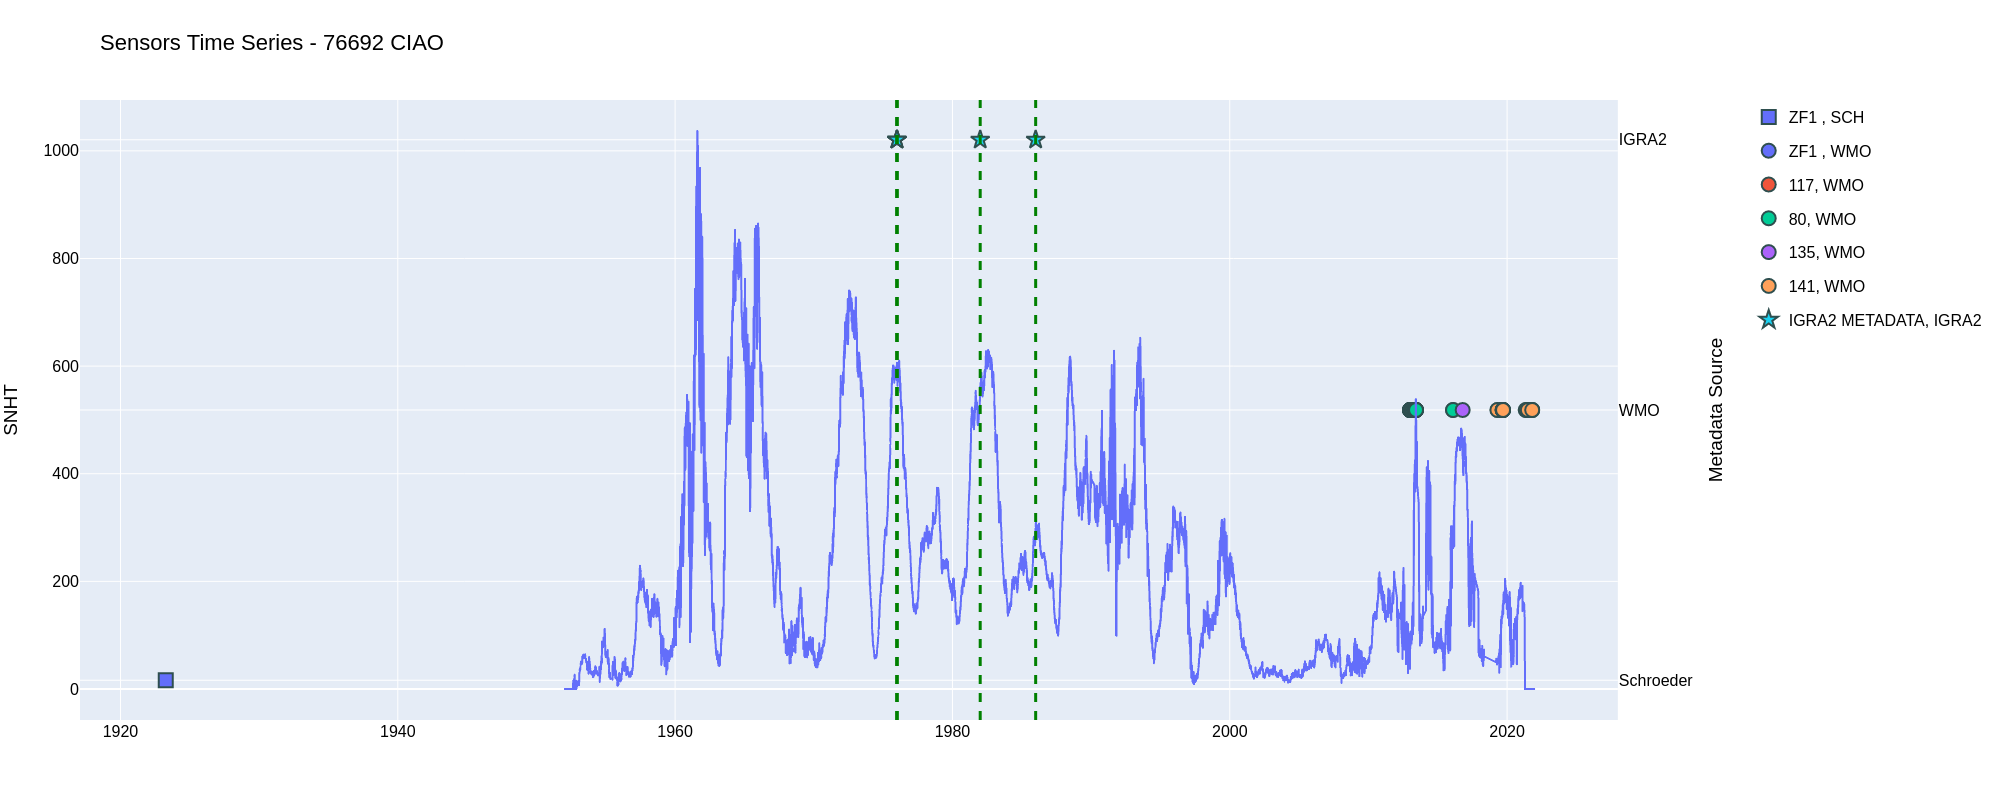 Sensors Time Series - 76692 CIAO
SNHT
1000
800
600
400
200
0
1920
1940
1960
1980
2000
2020
IGRA2
WMO
Schroeder
Metadata Source
ZF1 , SCH
ZF1 , WMO
117, WMO
80, WMO
135, WMO
141, WMO
IGRA2 METADATA, IGRA2